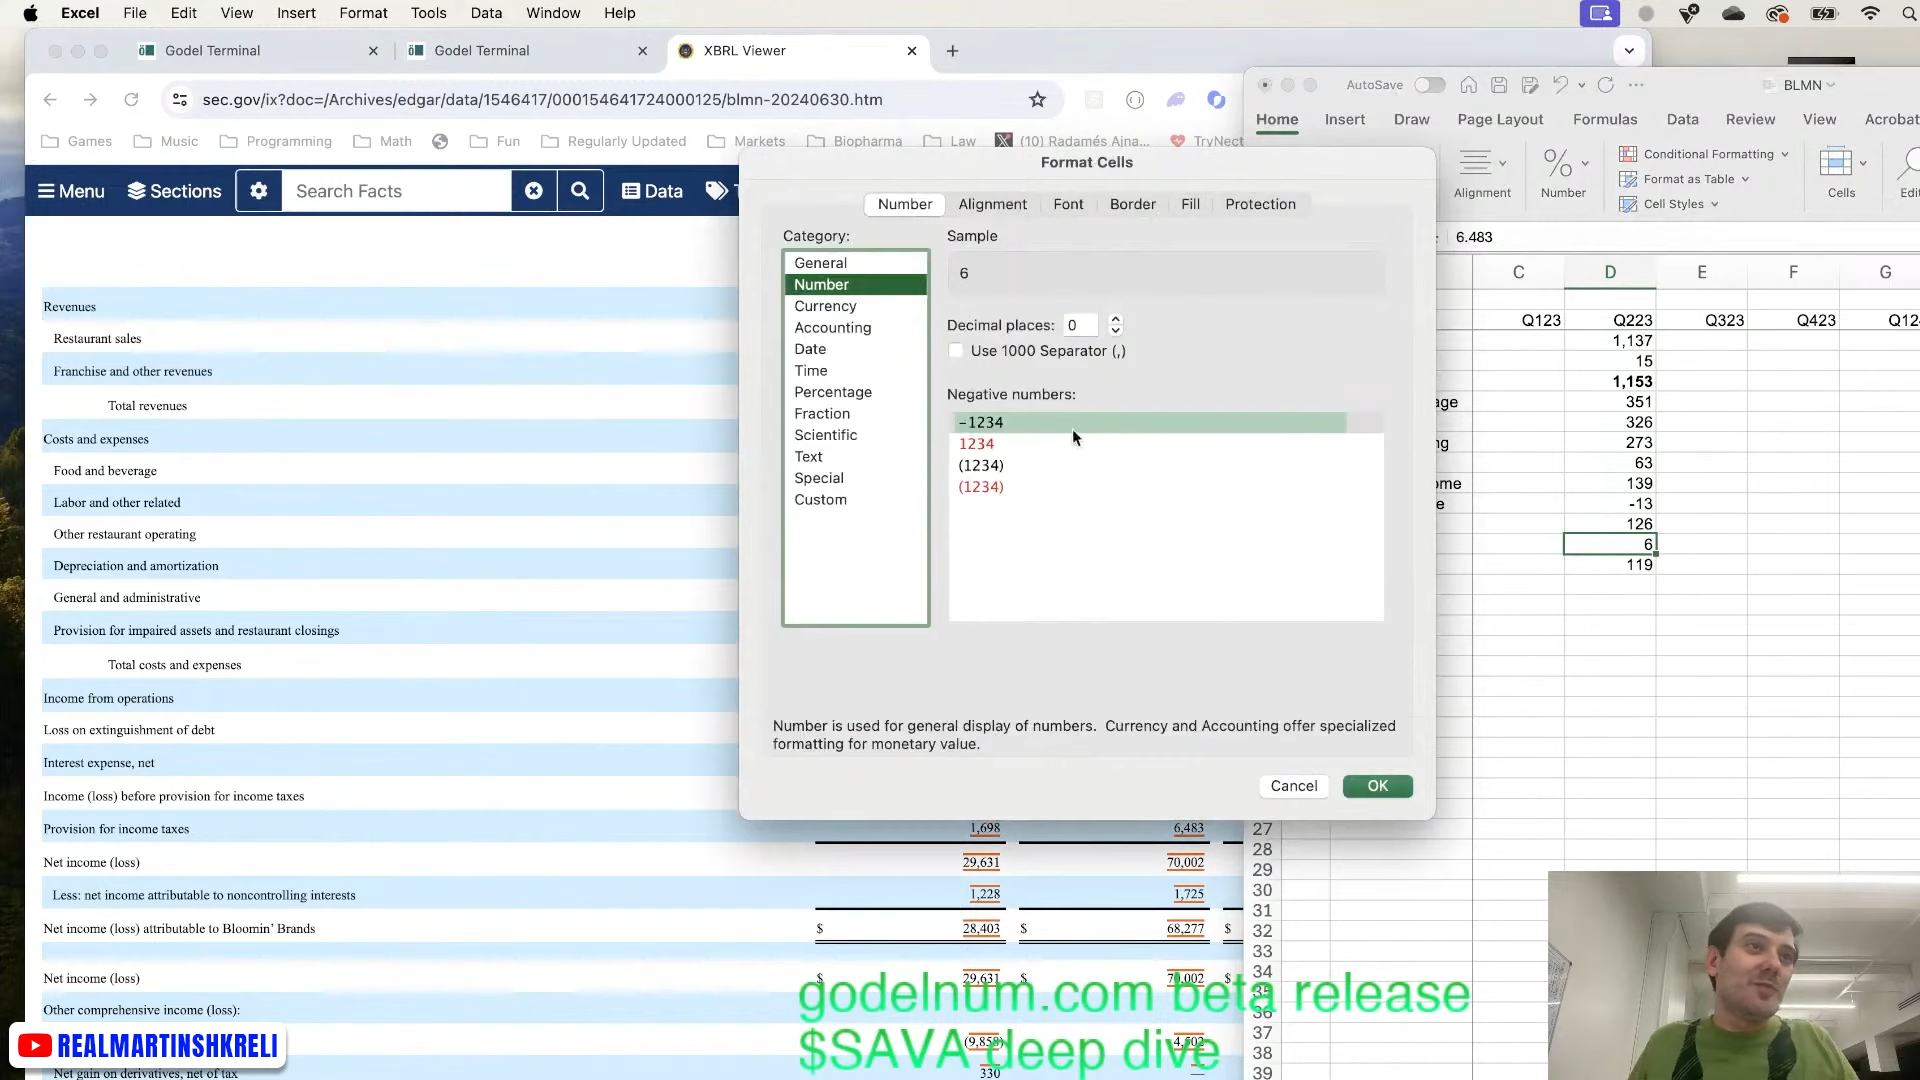 Excel File Edit View Insert Format Tools Data Window Help
Godel Terminal
Godel Terminal
XBRL Viewer
sec.gov/ix?doc=/Archives/edgar/data/1546417/000154641724000125/blmn-20240630.htm
AutoSave
BLMN
Games Music Programming Math Fun Regularly Updated Markets Biopharma Law (10) Radamés Ajna... TryNect
Home Insert Draw Page Layout Formulas Data Review View Acrobat
Menu Sections Search Facts Data
Alignment
Number
Conditional Formatting
Format as Table
Cell Styles
Cells
6.483
Format Cells
Number Alignment Font Border Fill Protection
Category:
General
Number
Currency
Accounting
Date
Time
Percentage
Fraction
Scientific
Text
Special
Custom
Sample
6
Decimal places: 0
Use 1000 Separator (,)
Negative numbers:
-1234
1234
(1234)
(1234)
Number is used for general display of numbers. Currency and Accounting offer specialized
formatting for monetary value.
Cancel
OK
C D E F G
Q123 Q223 Q323 Q423
1,137
15
1,153
351
326
273
63
139
-13
126
6
119
Revenues
Restaurant sales
Franchise and other revenues
Total revenues
Costs and expenses
Food and beverage
Labor and other related
Other restaurant operating
Depreciation and amortization
General and administrative
Provision for impaired assets and restaurant closings
Total costs and expenses
Income from operations
Loss on extinguishment of debt
Interest expense, net
Income (loss) before provision for income taxes
Provision for income taxes 1,698 6,483
Net income (loss) 29,631 70,002
Less: net income attributable to noncontrolling interests 1,228 1,725
Net income (loss) attributable to Bloomin' Brands $ 28,403 $ 68,277 $
Net income (loss) $ 29,631 70,002
Other comprehensive income (loss):
(9,858) 4,502
Net gain on derivatives, net of tax 330 —
27
28
29
30
31
32
33
34
35
36
37
38
39
godelnum.com beta release
$SAVA deep dive
REALMARTINSHKRELI